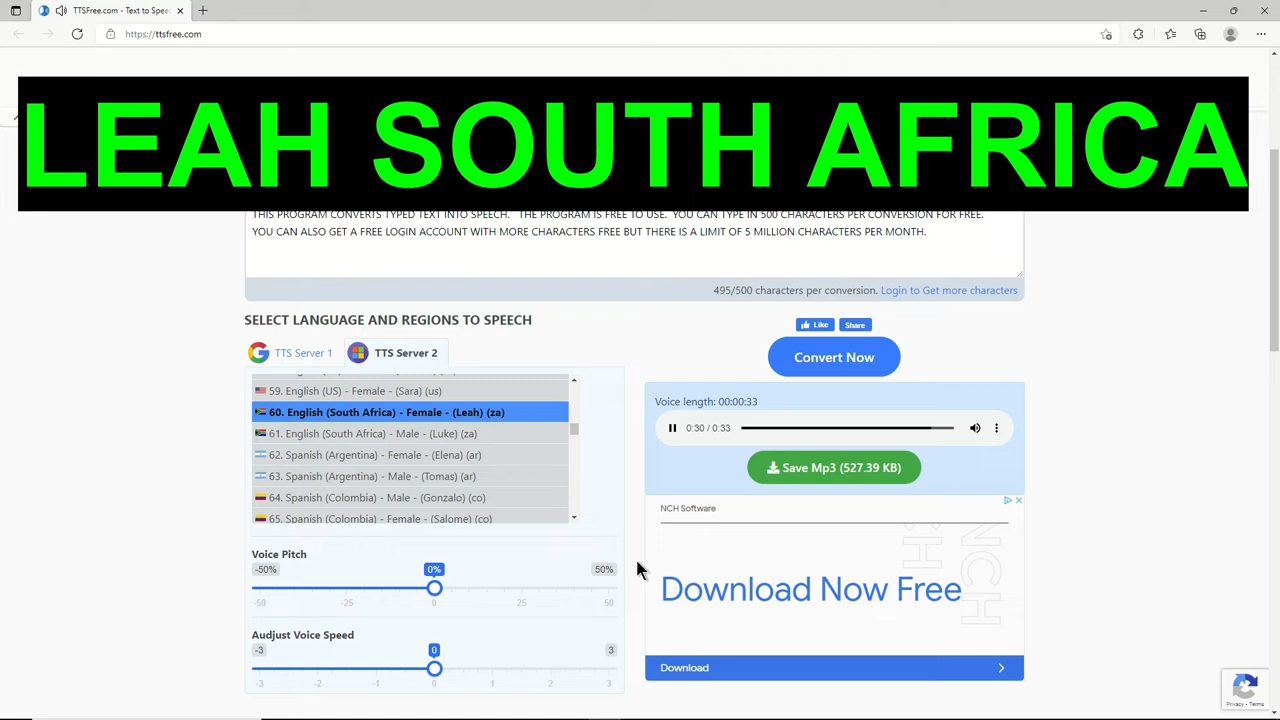 TTSFree.com - Text to Speec
https://ttsfree.com
LEAH SOUTH AFRICA
THIS PROGRAM CONVERTS TYPED TEXT INTO SPEECH. THE PROGRAM IS FREE TO USE. YOU CAN TYPE IN 500 CHARACTERS PER CONVERSION FOR FREE.
YOU CAN ALSO GET A FREE LOGIN ACCOUNT WITH MORE CHARACTERS FREE BUT THERE IS A LIMIT OF 5 MILLION CHARACTERS PER MONTH.
495/500 characters per conversion. Login to Get more characters
SELECT LANGUAGE AND REGIONS TO SPEECH
Like Share
TTS Server 1 TTS Server 2
Convert Now
59. English (US) - Female - (Sara) (us)
60. English (South Africa) - Female - (Leah) (za)
61. English (South Africa) - Male - (Luke) (za)
62. Spanish (Argentina) - Female - (Elena) (ar)
63. Spanish (Argentina) - Male - (Tomas) (ar)
64. Spanish (Colombia) - Male - (Gonzalo) (co)
65. Spanish (Colombia) - Female - (Salome) (co)
Voice length: 00:00:33
0:30 / 0:33
Save Mp3 (527.39 KB)
NCH Software
NCH
Download Now Free
Download
Voice Pitch
-50% 0% 50%
-50 -25 0 25 50
Audjust Voice Speed
-3 0 3
-3 -2 -1 0 1 2 3
Privacy - Terms